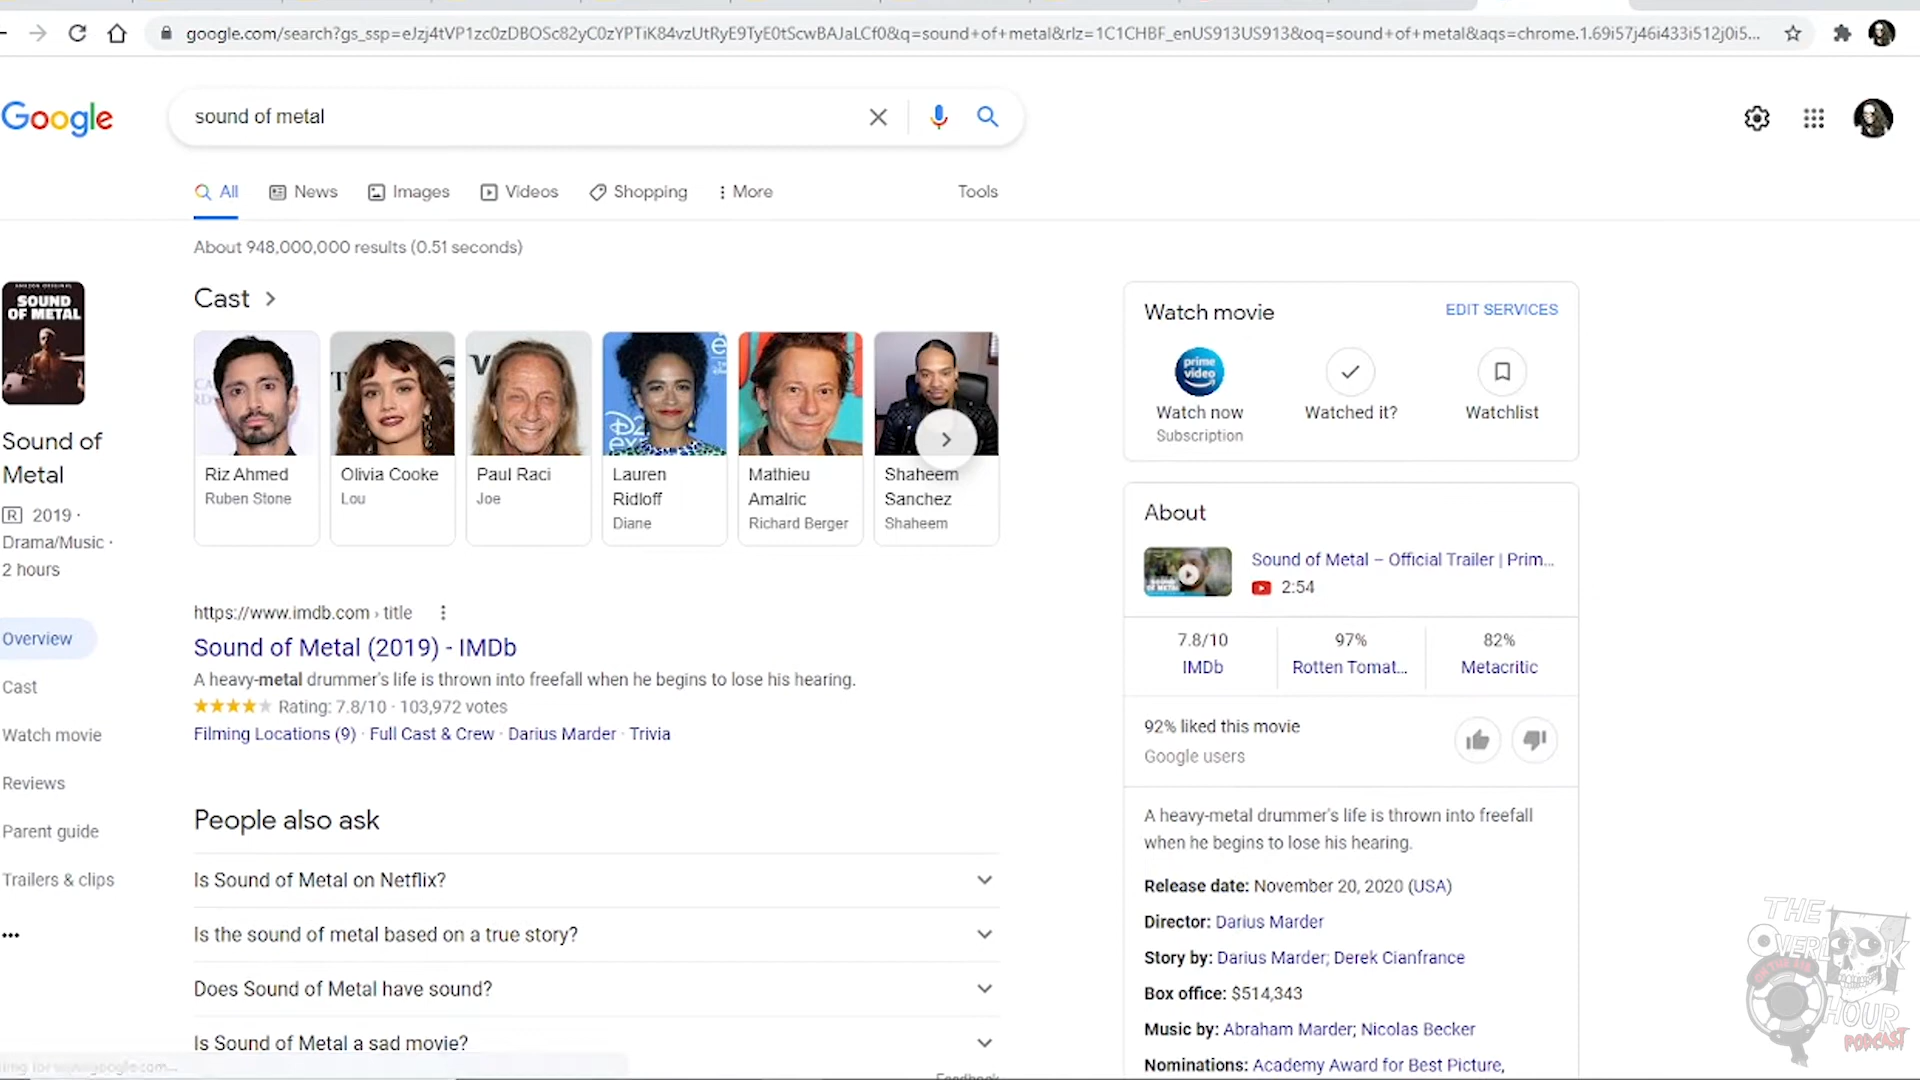 google.com/search?gs_ssp=eJzj4tVP1zc0zDBOSc82yC0zYPTiK84vzUtRyE9TyE0tScwBAJaLCf0&q=sound+of+metal&rlz=1C1CHBF_enUS913US913&oq=sound+of+metal&aqs=chrome.1.69i57j46i433i512j0i5...
Google
sound of metal
All
News
Images
Videos
Shopping
More
Tools
About 948,000,000 results (0.51 seconds)
AMAZON ORIGINAL
SOUND
OF METAL
Sound of
Metal
R 2019 ·
Drama/Music ·
2 hours
Overview
Cast
Watch movie
Reviews
Parent guide
Trailers & clips
Cast
Riz Ahmed
Ruben Stone
Olivia Cooke
Lou
Paul Raci
Joe
Lauren
Ridloff
Diane
Mathieu
Amalric
Richard Berger
Shaheem
Sanchez
Shaheem
https://www.imdb.com › title
Sound of Metal (2019) - IMDb
A heavy-metal drummer's life is thrown into freefall when he begins to lose his hearing.
Rating: 7.8/10 · 103,972 votes
Filming Locations (9) · Full Cast & Crew · Darius Marder · Trivia
People also ask
Is Sound of Metal on Netflix?
Is the sound of metal based on a true story?
Does Sound of Metal have sound?
Is Sound of Metal a sad movie?
Feedback
Watch movie
EDIT SERVICES
prime
video
Watch now
Subscription
Watched it?
Watchlist
About
Sound of Metal – Official Trailer | Prim...
2:54
7.8/10
IMDb
97%
Rotten Tomat...
82%
Metacritic
92% liked this movie
Google users
A heavy-metal drummer's life is thrown into freefall
when he begins to lose his hearing.
Release date: November 20, 2020 (USA)
Director: Darius Marder
Story by: Darius Marder; Derek Cianfrance
Box office: $514,343
Music by: Abraham Marder; Nicolas Becker
Nominations: Academy Award for Best Picture,
THE
OVERLOOK
HOUR
PODCAST